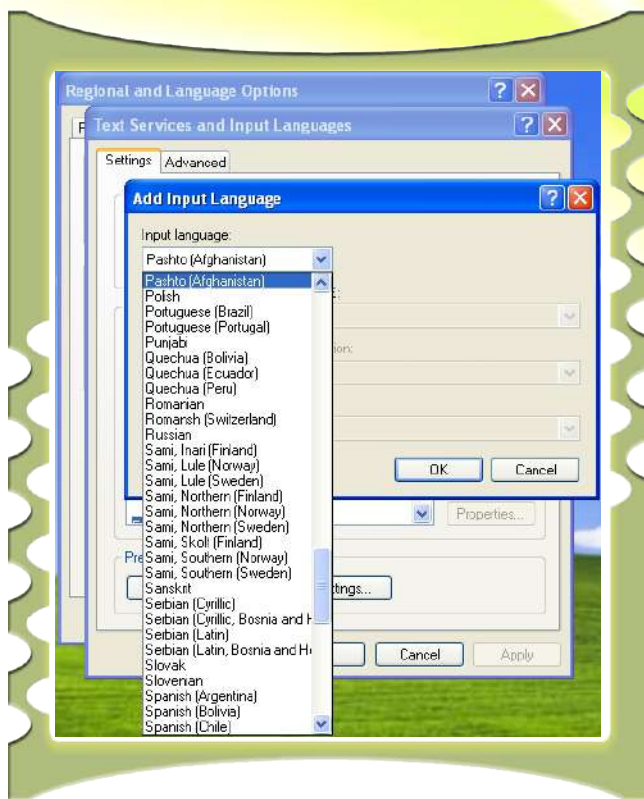 Regional and Language Options
Text Services and Input Languages
Settings
Advanced
Add Input Language
Input language:
Pashto (Afghanistan)
Pashto (Afghanistan)
Polish
Portuguese (Brazil)
Portuguese (Portugal)
Punjabi
Quechua (Bolivia)
Quechua (Ecuador)
Quechua (Peru)
Romanian
Romansh (Switzerland)
Russian
Sami, Inari (Finland)
Sami, Lule (Norway)
Sami, Lule (Sweden)
Sami, Northern (Finland)
Sami, Northern (Norway)
Sami, Northern (Sweden)
Sami, Skolt (Finland)
Sami, Southern (Norway)
Sami, Southern (Sweden)
Sanskrit
Serbian (Cyrillic)
Serbian (Cyrillic, Bosnia and H
Serbian (Latin)
Serbian (Latin, Bosnia and He
Slovak
Slovenian
Spanish (Argentina)
Spanish (Bolivia)
Spanish (Chile)
OK
Cancel
Properties...
Pre
ttings...
Cancel
Apply